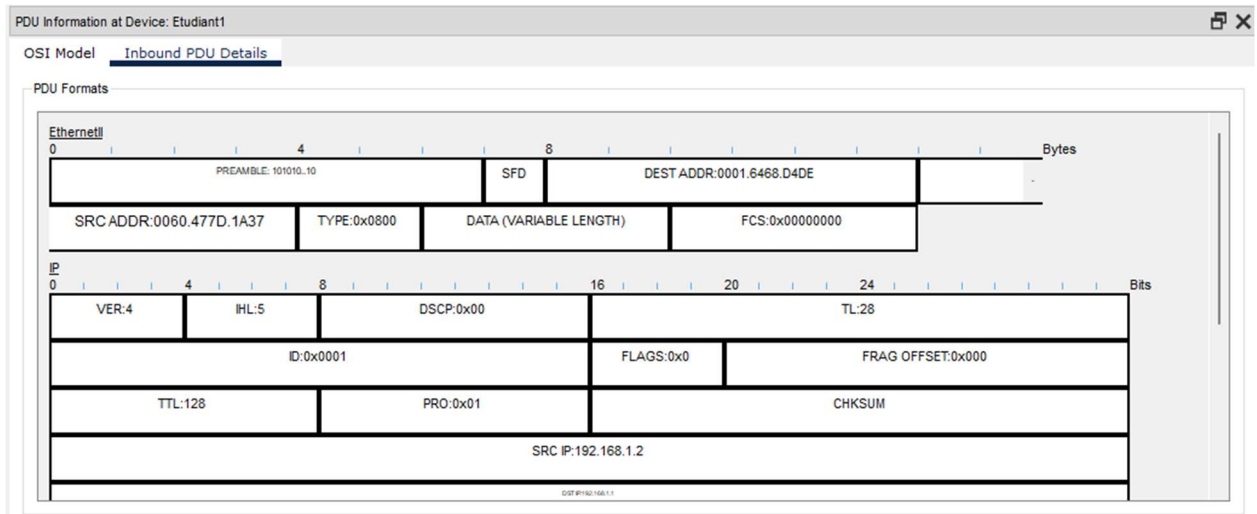 PDU Information at Device: Etudiant1
OSI Model Inbound PDU Details
PDU Formats
EthernetII
0 4 8 Bytes
PREAMBLE: 101010..10 SFD DEST ADDR:0001.6468.D4DE
SRC ADDR:0060.477D.1A37 TYPE:0x0800 DATA (VARIABLE LENGTH) FCS:0x00000000
IP
0 4 8 16 20 24 Bits
VER:4 IHL:5 DSCP:0x00 TL:28
ID:0x0001 FLAGS:0x0 FRAG OFFSET:0x000
TTL:128 PRO:0x01 CHKSUM
SRC IP:192.168.1.2
DST IP:192.168.1.1